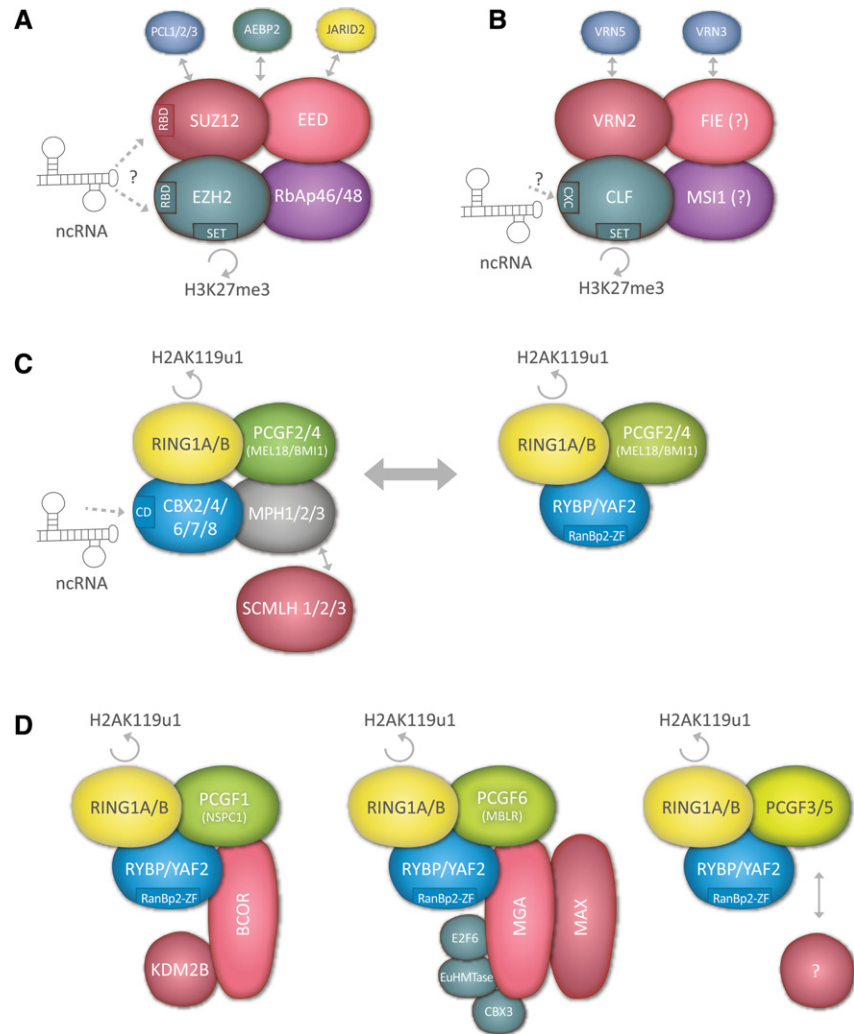 A
PCL1/2/3
AEBP2
JARID2
RBD
SUZ12
EED
?
RBD
EZH2
RbAp46/48
SET
ncRNA
H3K27me3
B
VRN5
VRN3
VRN2
FIE (?)
?
CXC
CLF
MSI1 (?)
SET
ncRNA
H3K27me3
C
H2AK119u1
RING1A/B
PCGF2/4
(MEL18/BMI1)
CD
CBX2/4/
6/7/8
MPH1/2/3
ncRNA
SCMLH 1/2/3
H2AK119u1
RING1A/B
PCGF2/4
(MEL18/BMI1)
RYBP/YAF2
RanBp2-ZF
D
H2AK119u1
RING1A/B
PCGF1
(NSPC1)
RYBP/YAF2
RanBp2-ZF
BCOR
KDM2B
H2AK119u1
RING1A/B
PCGF6
(MBLR)
RYBP/YAF2
RanBp2-ZF
MGA
MAX
E2F6
EuHMTase
CBX3
H2AK119u1
RING1A/B
PCGF3/5
RYBP/YAF2
RanBp2-ZF
?